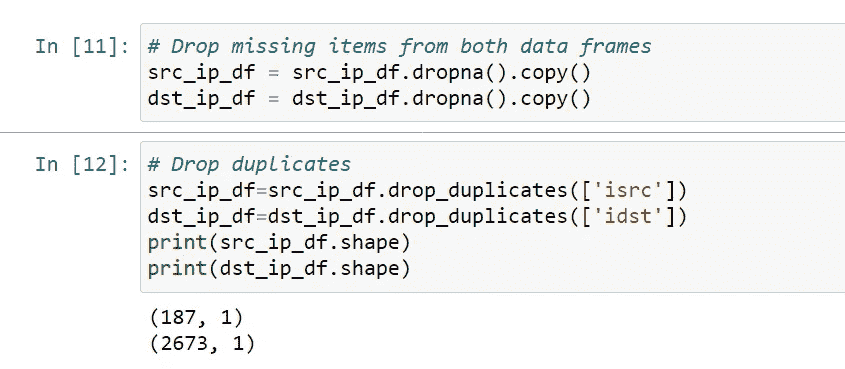 In [11]: # Drop missing items from both data frames
src_ip_df = src_ip_df.dropna().copy()
dst_ip_df = dst_ip_df.dropna().copy()
In [12]: # Drop duplicates
src_ip_df=src_ip_df.drop_duplicates(['isrc'])
dst_ip_df=dst_ip_df.drop_duplicates(['idst'])
print(src_ip_df.shape)
print(dst_ip_df.shape)
(187, 1)
(2673, 1)